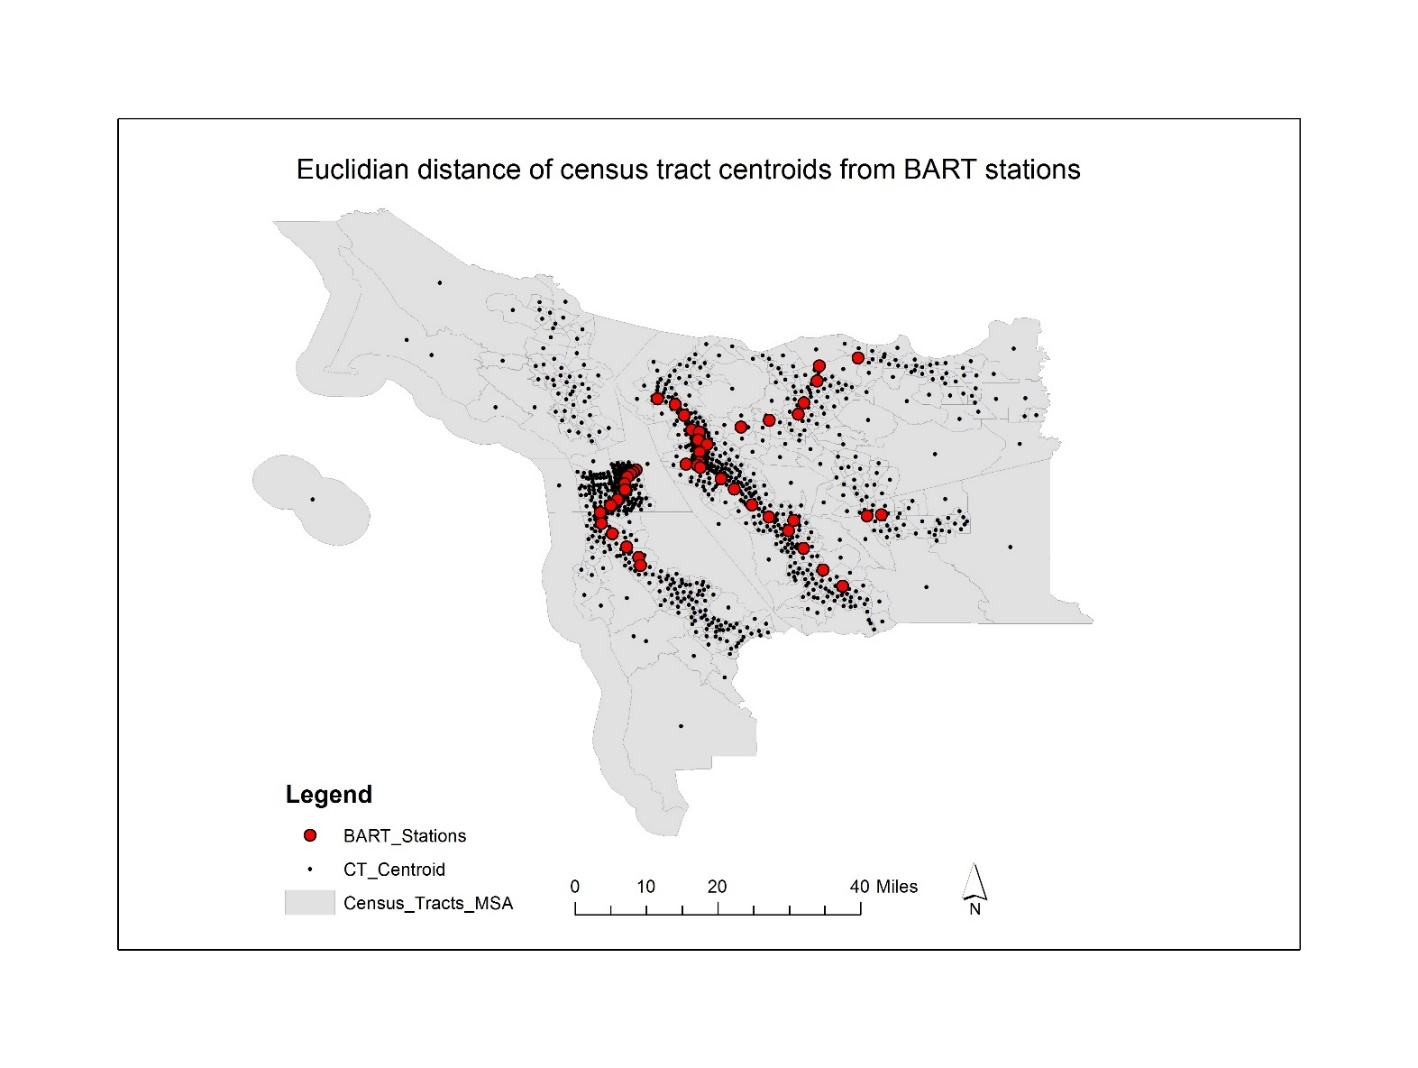 Euclidian distance of census tract centroids from BART stations
Legend
BART_Stations
CT_Centroid
Census_Tracts_MSA
0 10 20 40 Miles
N